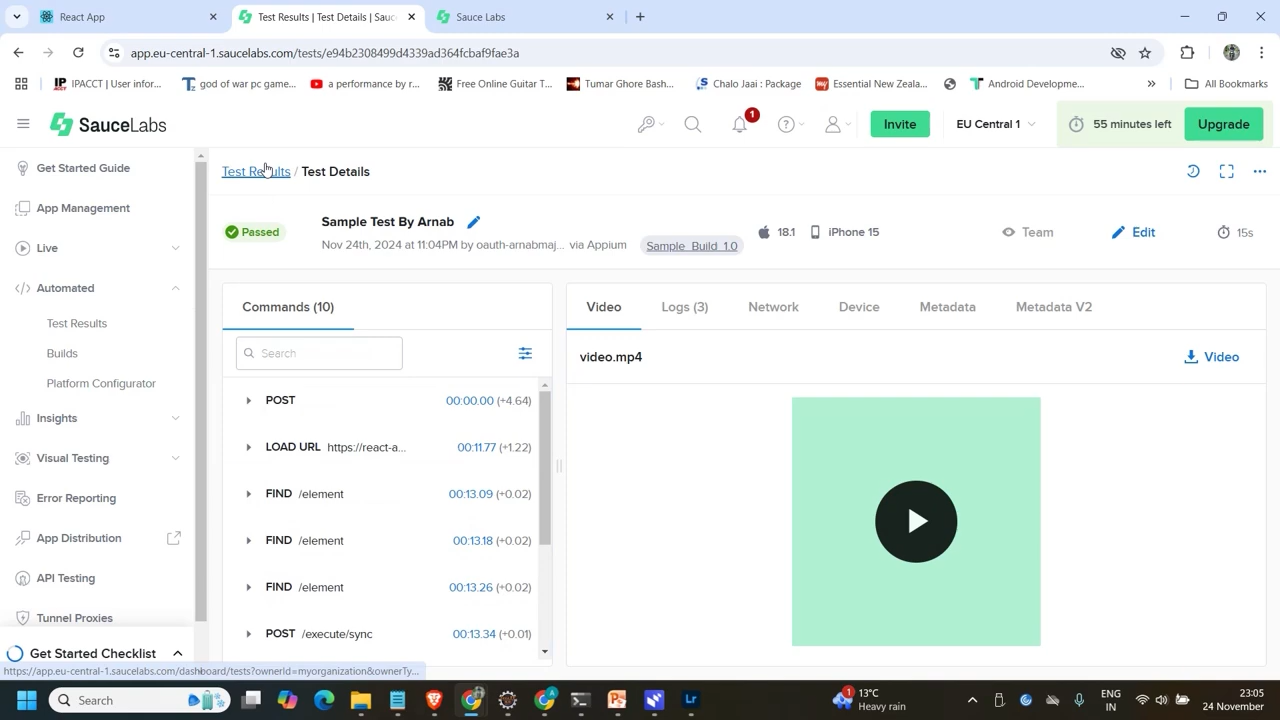 React App
Test Results | Test Details | Sauc
Sauce Labs
app.eu-central-1.saucelabs.com/tests/e94b2308499d4339ad364fcbaf9fae3a
IPACCT | User infor...
god of war pc game...
a performance by r...
Free Online Guitar T...
Tumar Ghore Bash...
Chalo Jaai : Package
Essential New Zeala...
Android Developme...
All Bookmarks
SAUCELABS
1
Invite
EU Central 1
55 minutes left
Upgrade
Get Started Guide
App Management
Live
Automated
Test Results
Builds
Platform Configurator
Insights
Visual Testing
Error Reporting
App Distribution
API Testing
Tunnel Proxies
Get Started Checklist
Test Results / Test Details
Passed
Sample Test By Arnab
Nov 24th, 2024 at 11:04PM by oauth-arnabmaj... via Appium
Sample_Build_1.0
18.1
iPhone 15
Team
Edit
15s
Commands (10)
Search
POST 00:00.00 (+4.64)
LOAD URL https://react-a... 00:11.77 (+1.22)
FIND /element 00:13.09 (+0.02)
FIND /element 00:13.18 (+0.02)
FIND /element 00:13.26 (+0.02)
POST /execute/sync 00:13.34 (+0.01)
Video
Logs (3)
Network
Device
Metadata
Metadata V2
video.mp4
Video
https://app.eu-central-1.saucelabs.com/dashboard/tests?ownerId=myorganization&ownerTy...
Search
1
13°C
Heavy rain
ENG
IN
23:05
24 November